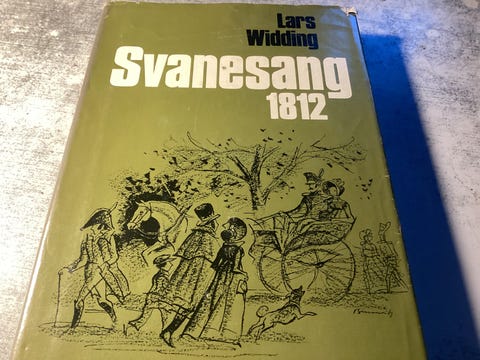 Lars
Widding
Svanesang
1812